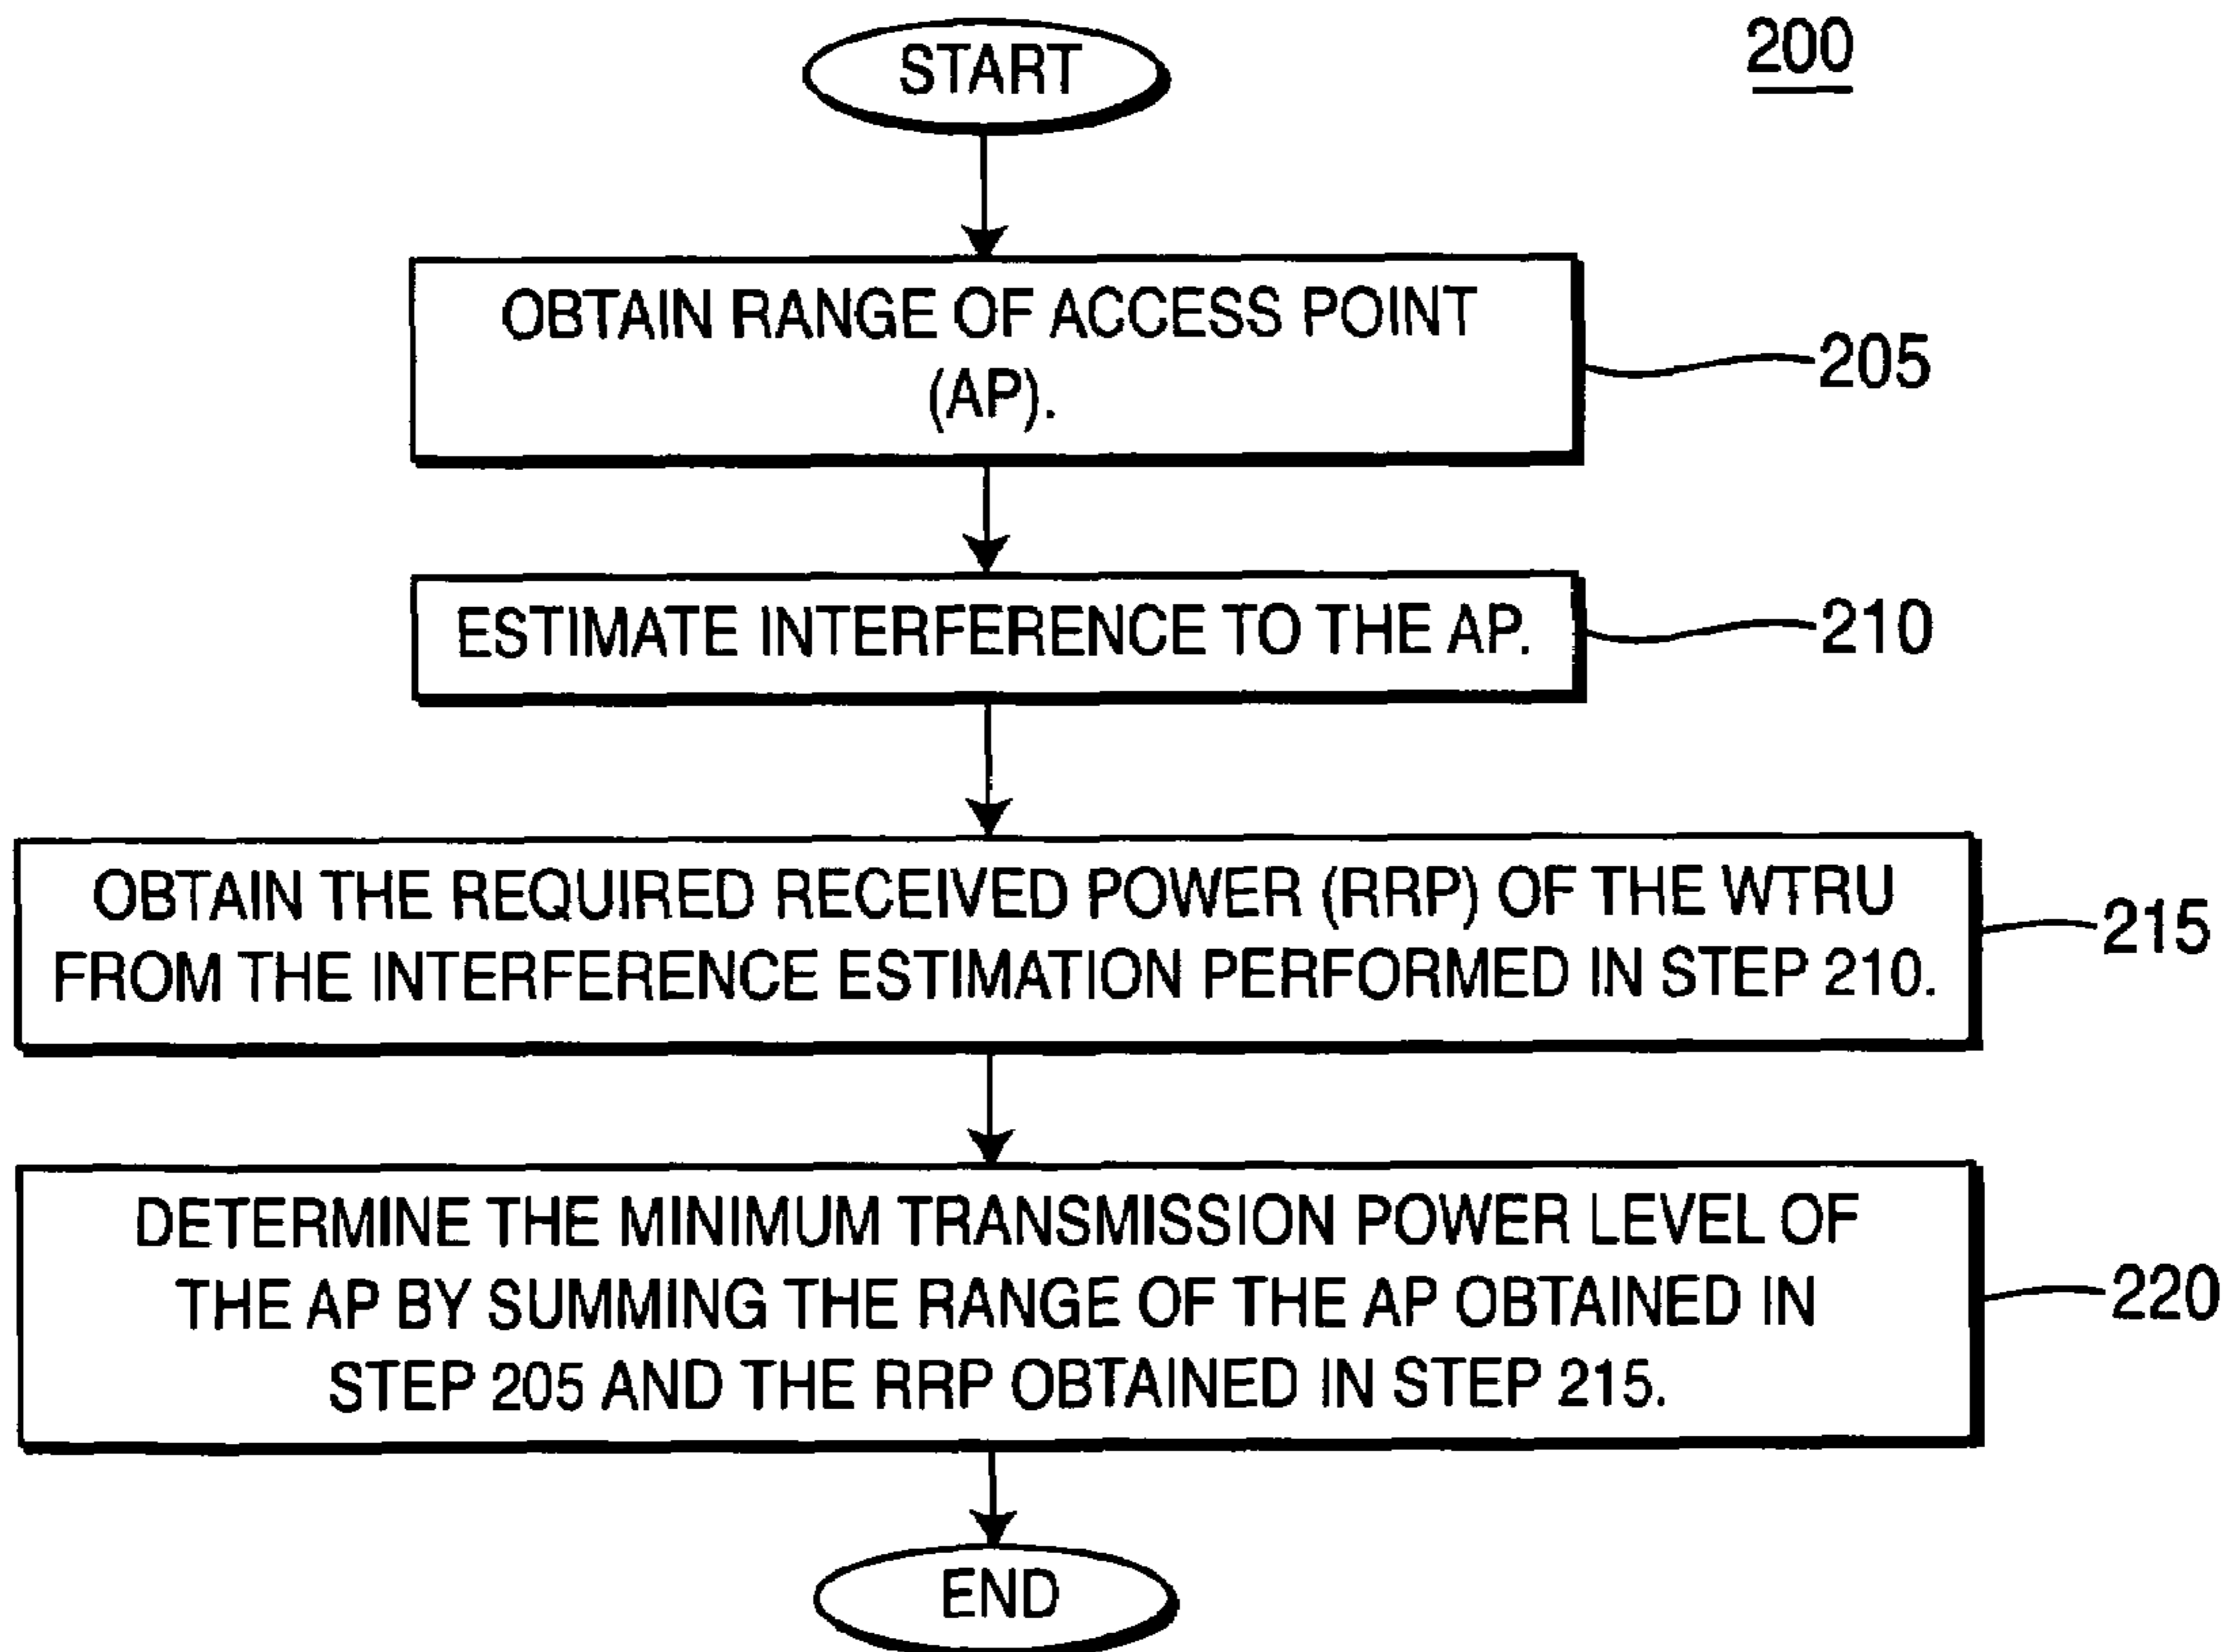 START
200
OBTAIN RANGE OF ACCESS POINT
(AP).
205
ESTIMATE INTERFERENCE TO THE AP.
210
OBTAIN THE REQUIRED RECEIVED POWER (RRP) OF THE WTRU
FROM THE INTERFERENCE ESTIMATION PERFORMED IN STEP 210.
215
DETERMINE THE MINIMUM TRANSMISSION POWER LEVEL OF
THE AP BY SUMMING THE RANGE OF THE AP OBTAINED IN
STEP 205 AND THE RRP OBTAINED IN STEP 215.
220
END